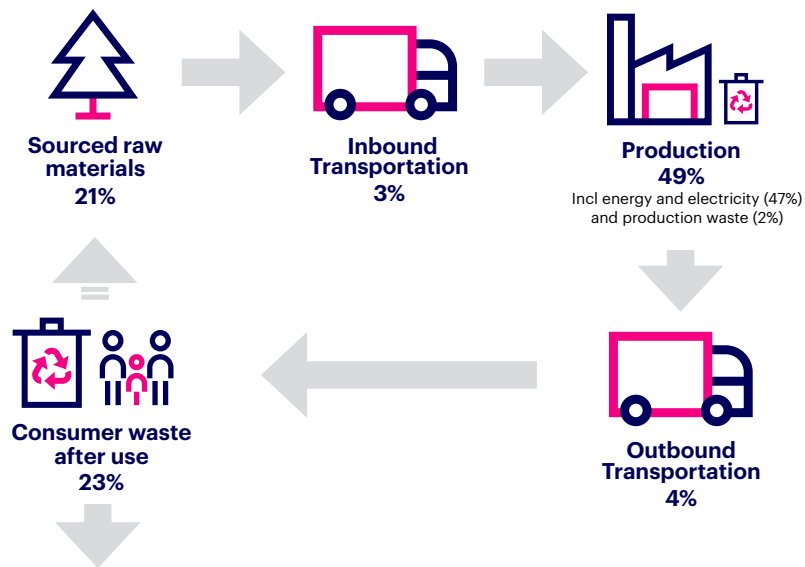 Sourced raw
materials
21%
Inbound
Transportation
3%
Production
49%
Incl energy and electricity (47%)
and production waste (2%)
Consumer waste
after use
23%
Outbound
Transportation
4%